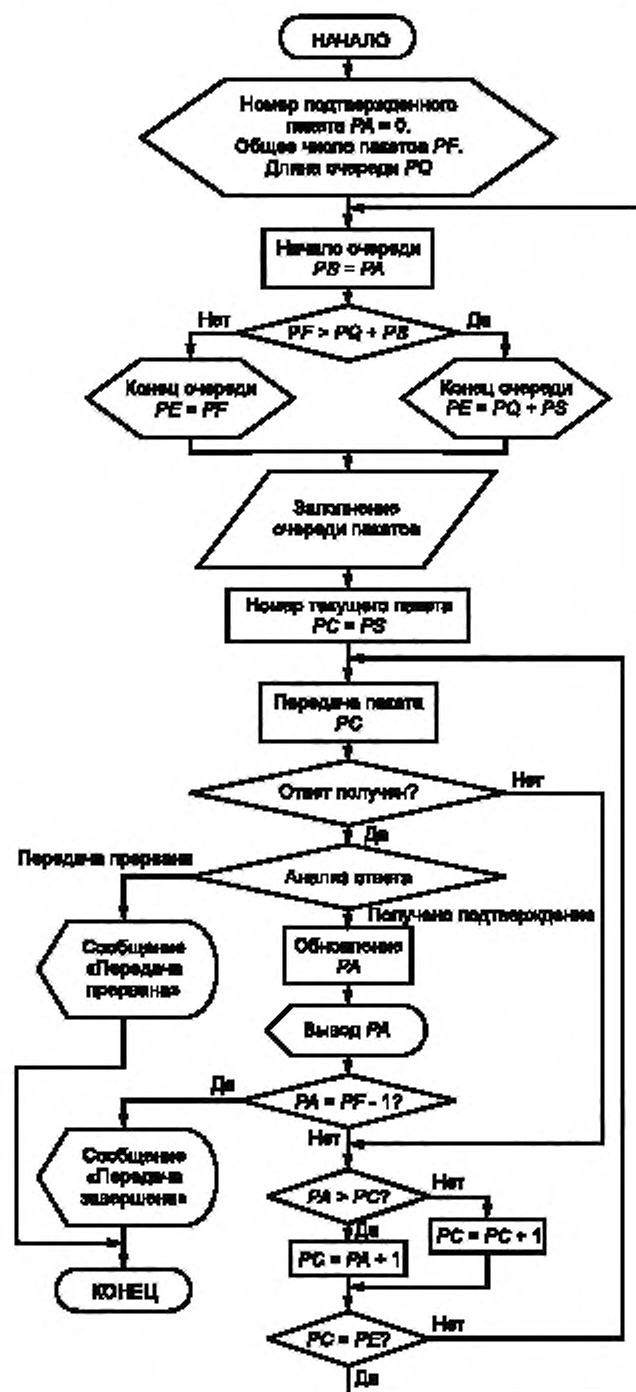 НАЧАЛО
Номер подтвержденного
пакета PA = 0.
Общее число пакетов PF.
Длина очереди PQ
Начало очереди
PS = PA
Нет
PF > PQ + PS
Да
Конец очереди
PE = PF
Конец очереди
PE = PQ + PS
Заполнение
очереди пакетов
Номер текущего пакета
PC = PS
Передача пакета
PC
Ответ получен?
Нет
Да
Передача прервана
Анализ ответа
Получено подтверждение
Сообщение
«Передача
прервана»
Обновление
PA
Вывод PA
Да
PA = PF - 1?
Нет
Сообщение
«Передача
завершена»
PA > PC?
Нет
Да
PC = PC + 1
PC = PA + 1
КОНЕЦ
PC = PE?
Нет
Да